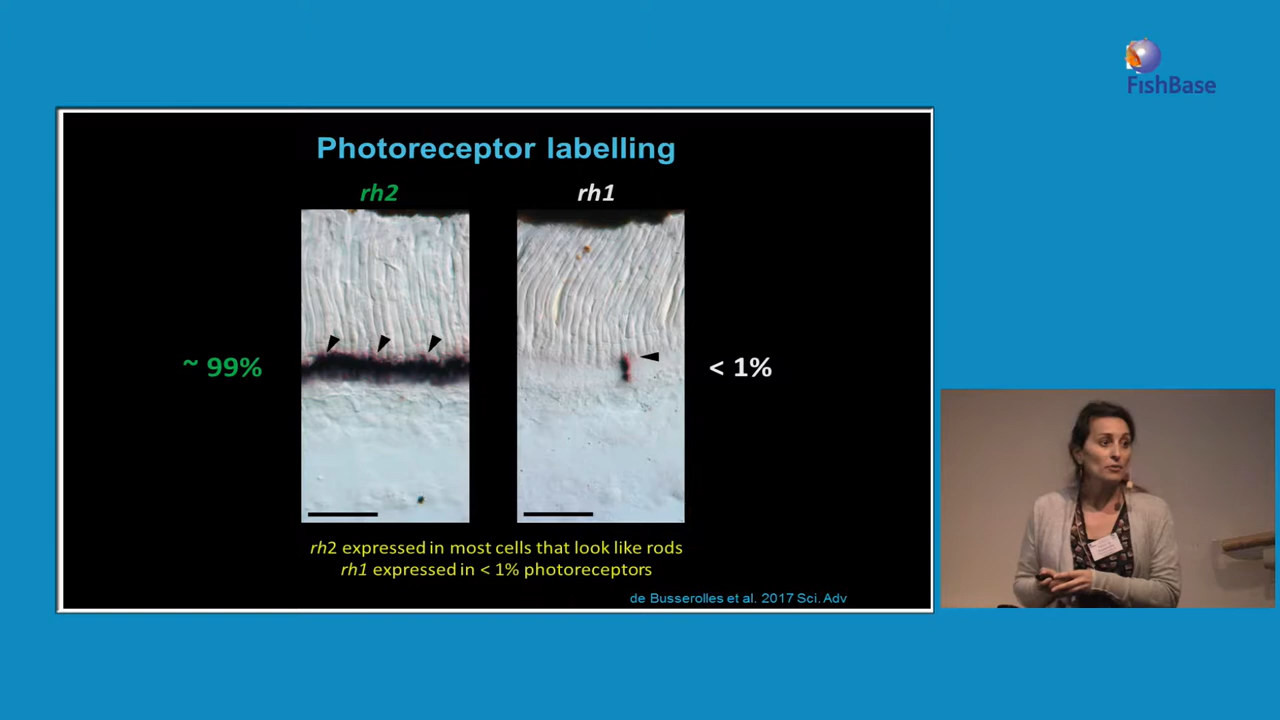 FishBase
Photoreceptor labelling
rh2
rh1
~ 99%
< 1%
rh2 expressed in most cells that look like rods
rh1 expressed in < 1% photoreceptors
de Busserolles et al. 2017 Sci. Adv